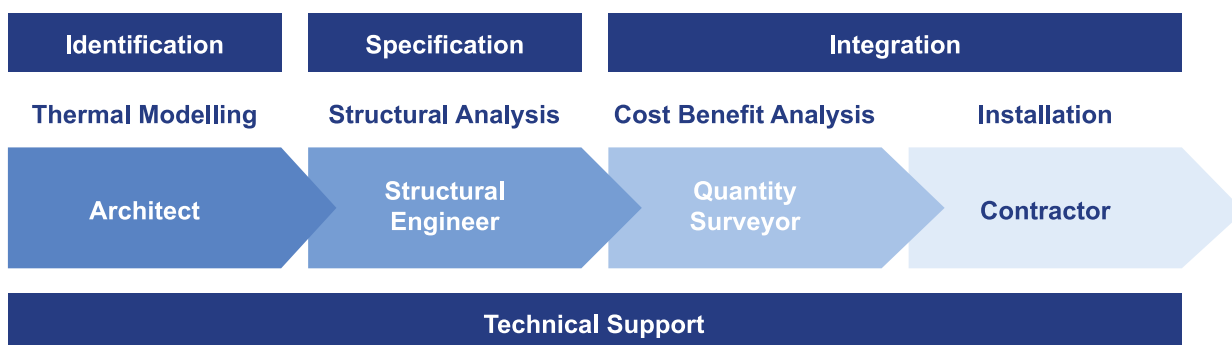 Identification
Specification
Integration
Thermal Modelling
Structural Analysis
Cost Benefit Analysis
Installation
Architect
Structural
Engineer
Quantity
Surveyor
Contractor
Technical Support